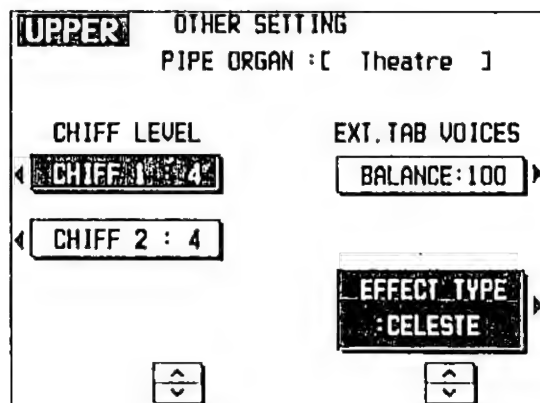 UPPER OTHER SETTING
PIPE ORGAN :[ Theatre ]
CHIFF LEVEL
CHIFF 1 : 4
CHIFF 2 : 4
EXT. TAB VOICES
BALANCE:100
EFFECT TYPE
:CELESTE